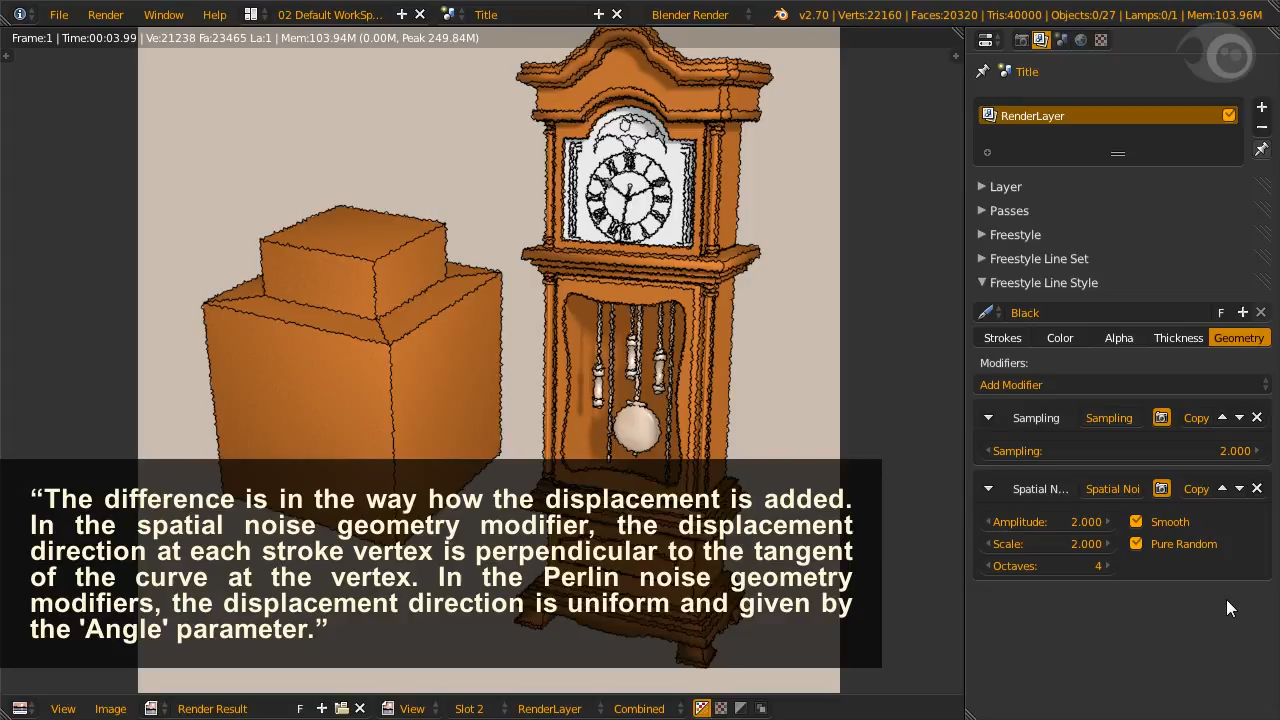 File Render Window Help 02 Default WorkSp... Title Blender Render v2.70 | Verts:22160 | Faces:20320 | Tris:40000 | Objects:0/27 | Lamps:0/1 | Mem:103.96M
Frame:1 | Time:00:03.99 | Ve:21238 Fa:23465 La:1 | Mem:103.94M (0.00M, Peak 249.84M)
Title
RenderLayer
Layer
Passes
Freestyle
Freestyle Line Set
Freestyle Line Style
Black F
Strokes Color Alpha Thickness Geometry
Modifiers:
Add Modifier
Sampling Sampling Copy
Sampling: 2.000
Spatial N... Spatial Noi Copy
Amplitude: 2.000 Smooth
Scale: 2.000 Pure Random
Octaves: 4
“The difference is in the way how the displacement is added.
In the spatial noise geometry modifier, the displacement
direction at each stroke vertex is perpendicular to the tangent
of the curve at the vertex. In the Perlin noise geometry
modifiers, the displacement direction is uniform and given by
the 'Angle' parameter.”
View Image Render Result F View Slot 2 RenderLayer Combined